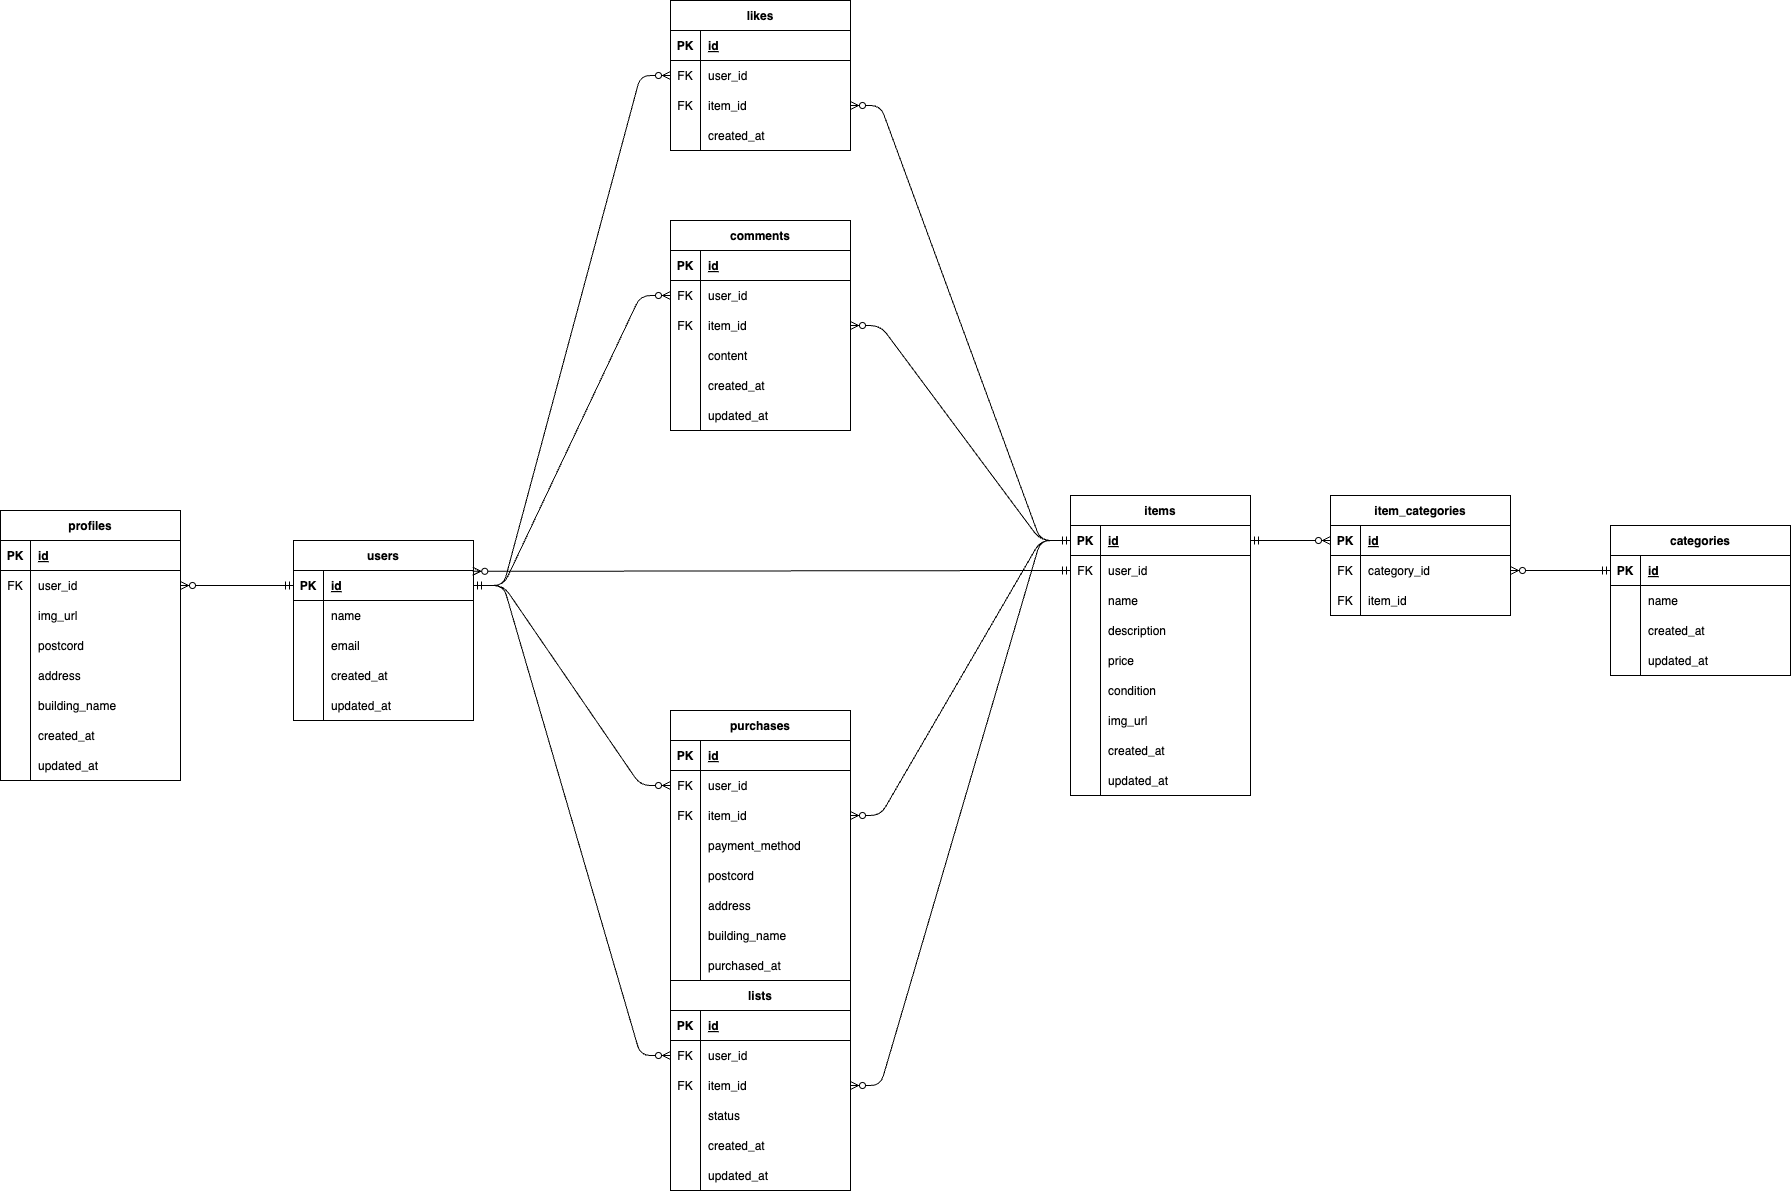 likes
PK id
FK user_id
FK item_id
created_at
comments
PK id
FK user_id
FK item_id
content
created_at
updated_at
profiles
PK id
FK user_id
img_url
postcord
address
building_name
created_at
updated_at
users
PK id
name
email
created_at
updated_at
items
PK id
FK user_id
name
description
price
condition
img_url
created_at
updated_at
item_categories
PK id
FK category_id
FK item_id
categories
PK id
name
created_at
updated_at
purchases
PK id
FK user_id
FK item_id
payment_method
postcord
address
building_name
purchased_at
lists
PK id
FK user_id
FK item_id
status
created_at
updated_at